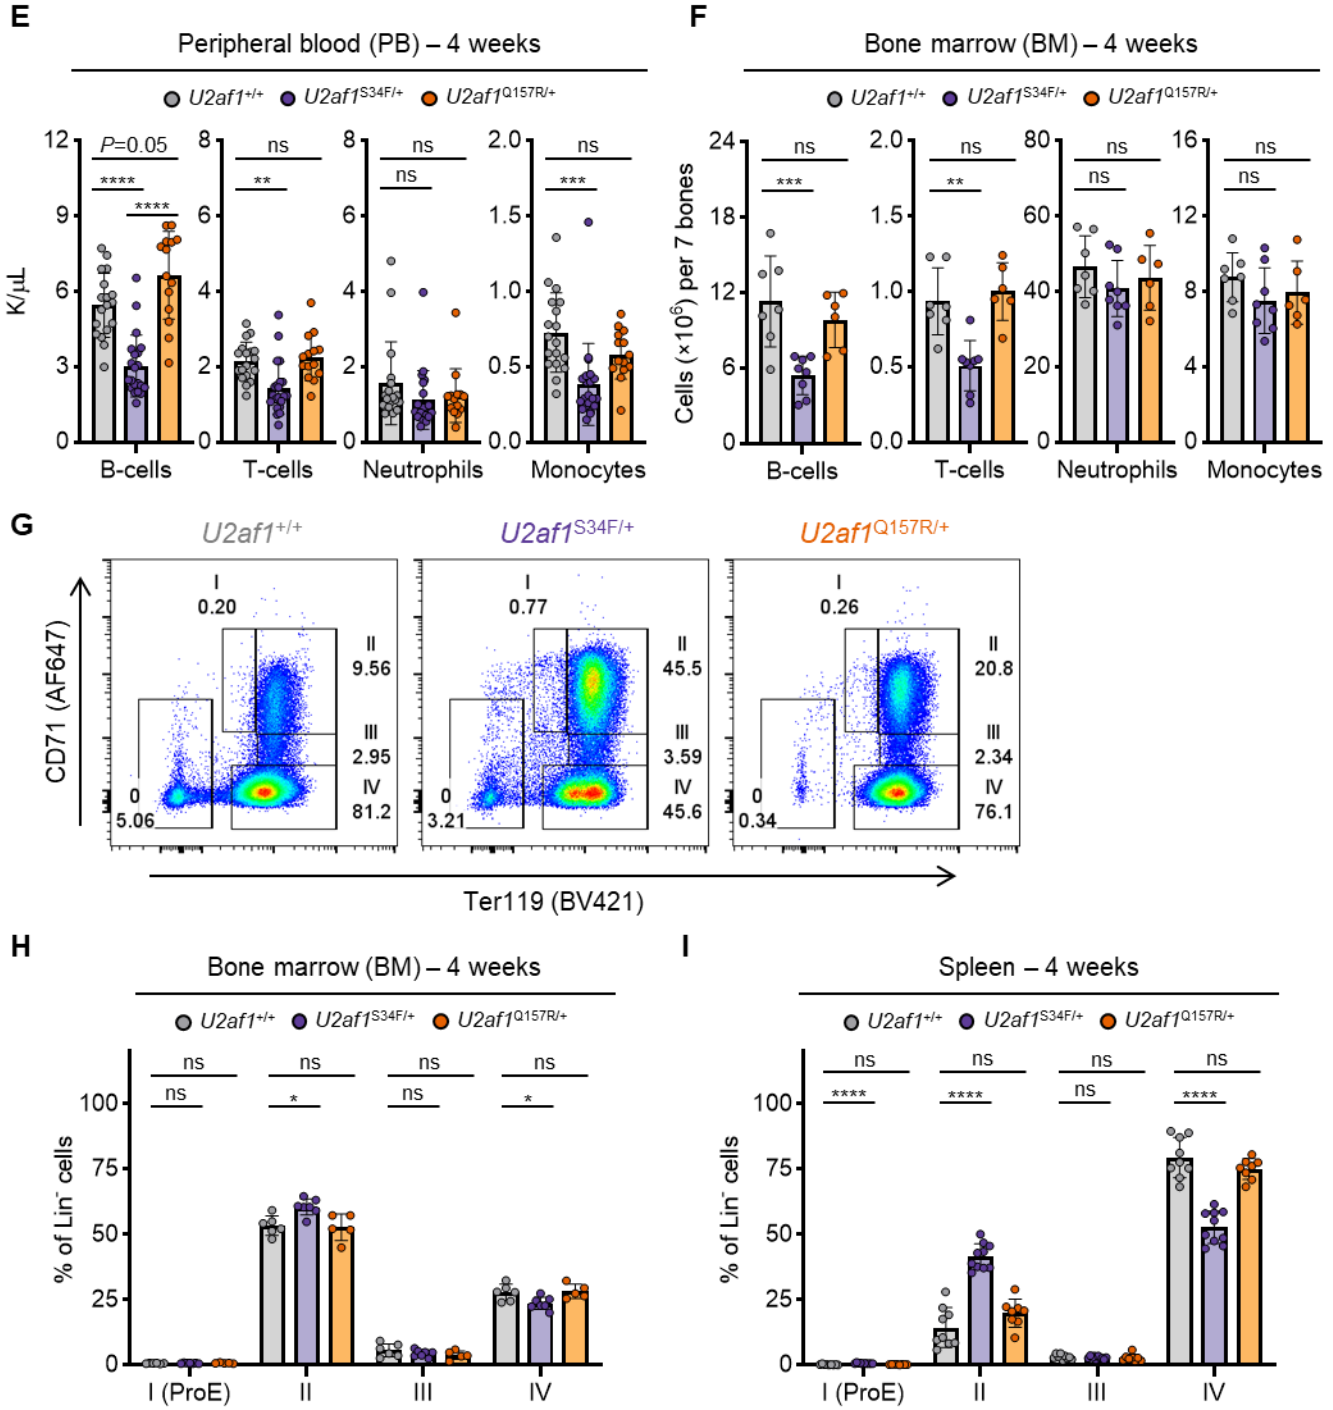 E
Peripheral blood (PB) – 4 weeks
U2af1+/+ U2af1S34F/+ U2af1Q157R/+
K/µL
12 9 6 3 0
P=0.05
****
****
B-cells
8 6 4 2 0
ns
**
T-cells
8 6 4 2 0
ns
ns
Neutrophils
2.0 1.5 1.0 0.5 0.0
ns
***
Monocytes
F
Bone marrow (BM) – 4 weeks
U2af1+/+ U2af1S34F/+ U2af1Q157R/+
Cells (×10⁶) per 7 bones
24 18 12 6 0
ns
***
B-cells
2.0 1.5 1.0 0.5 0.0
ns
**
T-cells
80 60 40 20 0
ns
ns
Neutrophils
16 12 8 4 0
ns
ns
Monocytes
G
U2af1+/+
U2af1S34F/+
U2af1Q157R/+
CD71 (AF647)
I
0.20
II
9.56
III
2.95
IV
81.2
0
5.06
I
0.77
II
45.5
III
3.59
IV
45.6
0
3.21
I
0.26
II
20.8
III
2.34
IV
76.1
0
0.34
Ter119 (BV421)
H
Bone marrow (BM) – 4 weeks
U2af1+/+ U2af1S34F/+ U2af1Q157R/+
% of Lin⁻ cells
100
75
50
25
0
ns ns ns ns
ns * ns *
I (ProE) II III IV
I
Spleen – 4 weeks
U2af1+/+ U2af1S34F/+ U2af1Q157R/+
% of Lin⁻ cells
100
75
50
25
0
ns ns ns ns
**** **** ns ****
I (ProE) II III IV